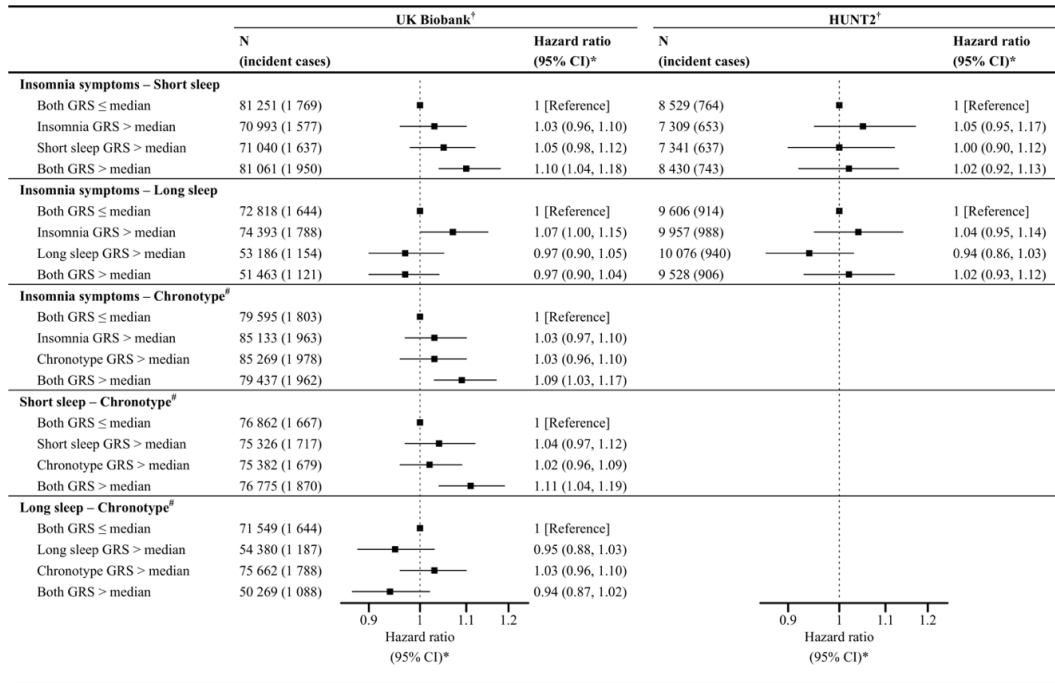 UK Biobank† HUNT2†
N Hazard ratio N Hazard ratio
(incident cases) (95% CI)* (incident cases) (95% CI)*
Insomnia symptoms – Short sleep
Both GRS ≤ median 81 251 (1 769) 1 [Reference] 8 529 (764) 1 [Reference]
Insomnia GRS > median 70 993 (1 577) 1.03 (0.96, 1.10) 7 309 (653) 1.05 (0.95, 1.17)
Short sleep GRS > median 71 040 (1 637) 1.05 (0.98, 1.12) 7 341 (637) 1.00 (0.90, 1.12)
Both GRS > median 81 061 (1 950) 1.10 (1.04, 1.18) 8 430 (743) 1.02 (0.92, 1.13)
Insomnia symptoms – Long sleep
Both GRS ≤ median 72 818 (1 644) 1 [Reference] 9 606 (914) 1 [Reference]
Insomnia GRS > median 74 393 (1 788) 1.07 (1.00, 1.15) 9 957 (988) 1.04 (0.95, 1.14)
Long sleep GRS > median 53 186 (1 154) 0.97 (0.90, 1.05) 10 076 (940) 0.94 (0.86, 1.03)
Both GRS > median 51 463 (1 121) 0.97 (0.90, 1.04) 9 528 (906) 1.02 (0.93, 1.12)
Insomnia symptoms – Chronotype#
Both GRS ≤ median 79 595 (1 803) 1 [Reference]
Insomnia GRS > median 85 133 (1 963) 1.03 (0.97, 1.10)
Chronotype GRS > median 85 269 (1 978) 1.03 (0.96, 1.10)
Both GRS > median 79 437 (1 962) 1.09 (1.03, 1.17)
Short sleep – Chronotype#
Both GRS ≤ median 76 862 (1 667) 1 [Reference]
Short sleep GRS > median 75 326 (1 717) 1.04 (0.97, 1.12)
Chronotype GRS > median 75 382 (1 679) 1.02 (0.96, 1.09)
Both GRS > median 76 775 (1 870) 1.11 (1.04, 1.19)
Long sleep – Chronotype#
Both GRS ≤ median 71 549 (1 644) 1 [Reference]
Long sleep GRS > median 54 380 (1 187) 0.95 (0.88, 1.03)
Chronotype GRS > median 75 662 (1 788) 1.03 (0.96, 1.10)
Both GRS > median 50 269 (1 088) 0.94 (0.87, 1.02)
0.9 1 1.1 1.2 0.9 1 1.1 1.2
Hazard ratio Hazard ratio
(95% CI)* (95% CI)*